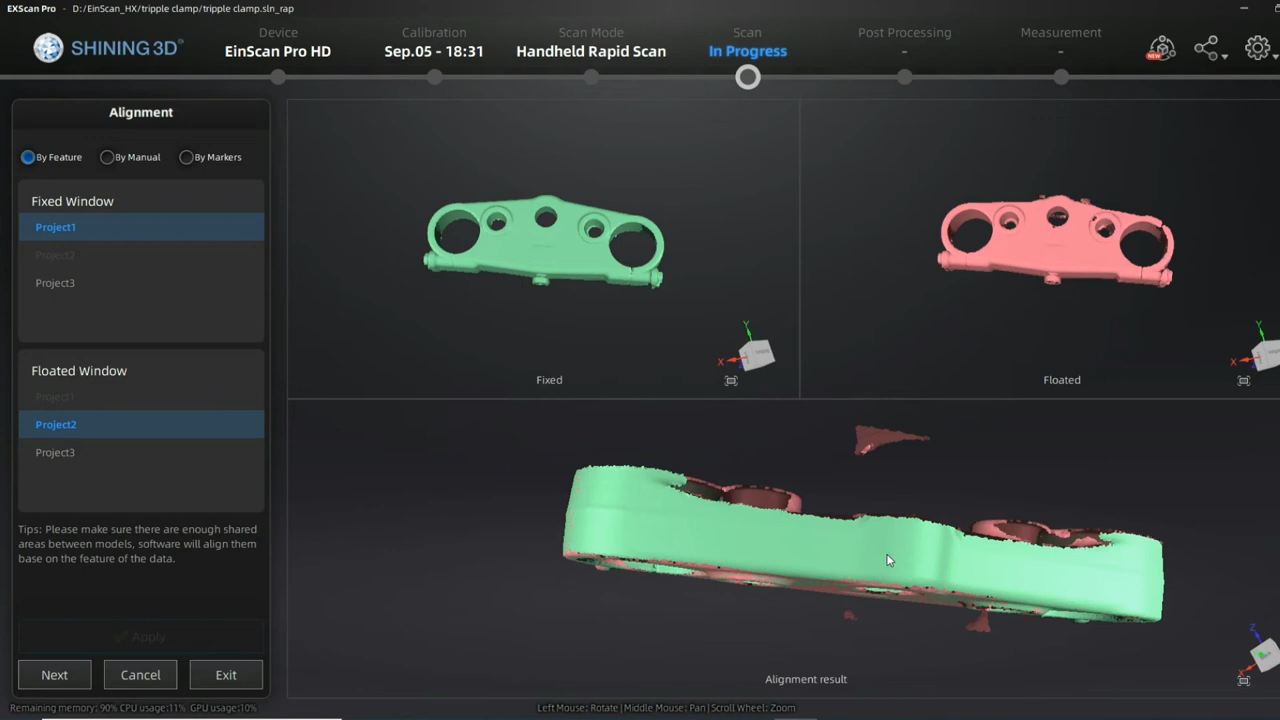 EXScan Pro - D:/EinScan_HX/tripple clamp/tripple clamp.sln_rap
SHINING 3D
Device
EinScan Pro HD
Calibration
Sep.05 - 18:31
Scan Mode
Handheld Rapid Scan
Scan
In Progress
Post Processing
-
Measurement
-
NEW
Alignment
By Feature
By Manual
By Markers
Fixed Window
Project1
Project2
Project3
Floated Window
Project1
Project2
Project3
Tips: Please make sure there are enough shared
areas between models, software will align them
base on the feature of the data.
Apply
Next
Cancel
Exit
Y
X
Fixed
Y
X
Floated
Z
X
Alignment result
Remaining memory: 90% CPU usage:11% GPU usage:10%
Left Mouse: Rotate|Middle Mouse: Pan|Scroll Wheel: Zoom